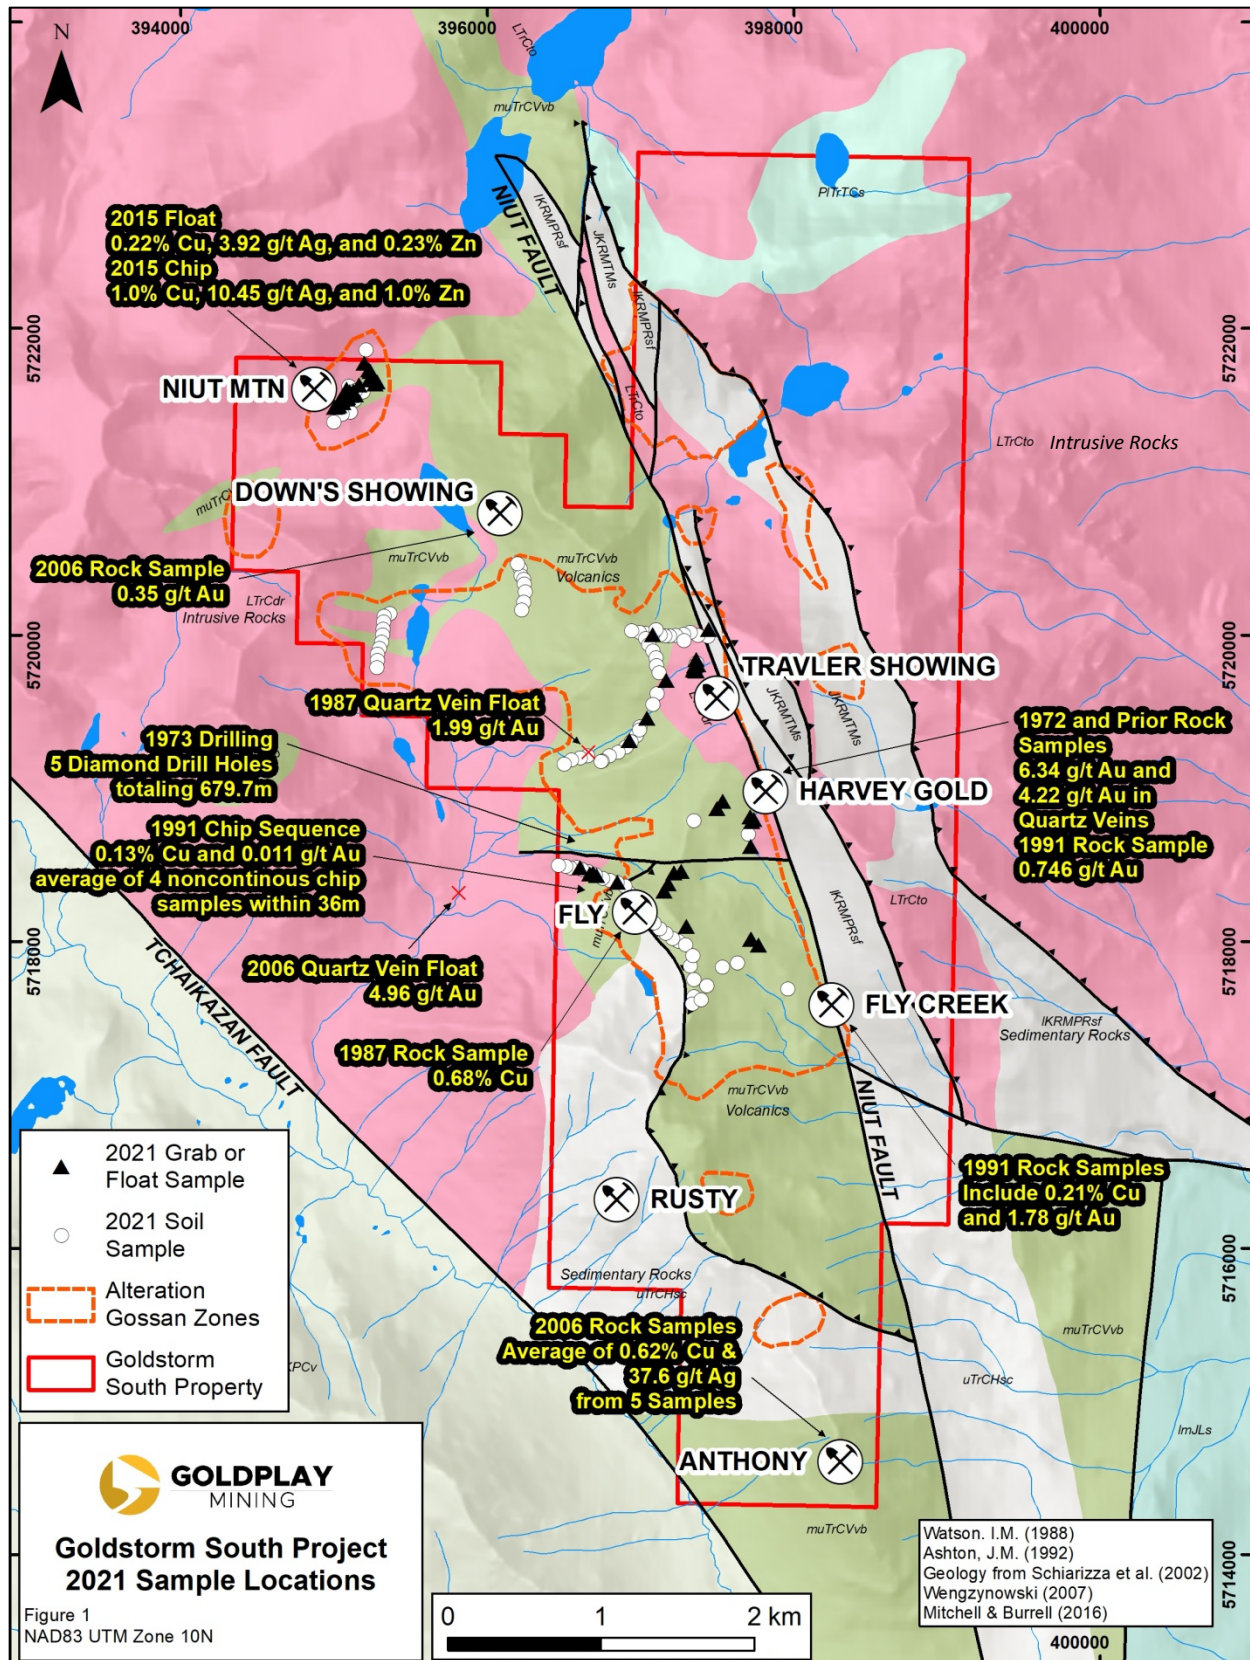 394000
396000
398000
400000
N
LTrCto
muTrCVvb
PlTrTCs
2015 Float
0.22% Cu, 3.92 g/t Ag, and 0.23% Zn
2015 Chip
1.0% Cu, 10.45 g/t Ag, and 1.0% Zn
NIUT FAULT
IKRMPRsf
JKRMTMs
IKRMPRsf
5722000
5722000
NIUT MTN
LTrCto
LTrCto Intrusive Rocks
DOWN'S SHOWING
muTrCV
muTrCVvb
muTrCVvb
Volcanics
2006 Rock Sample
0.35 g/t Au
LTrCdr
Intrusive Rocks
5720000
5720000
TRAVLER SHOWING
JKRMTMs
JKRMTMs
1987 Quartz Vein Float
1.99 g/t Au
1973 Drilling
5 Diamond Drill Holes
totaling 679.7m
HARVEY GOLD
1972 and Prior Rock
Samples
6.34 g/t Au and
4.22 g/t Au in
Quartz Veins
1991 Rock Sample
0.746 g/t Au
1991 Chip Sequence
0.13% Cu and 0.011 g/t Au
average of 4 noncontinous chip
samples within 36m
FLY
IKRMPRsf
LTrCto
5718000
5718000
TCHAIKAZAN FAULT
2006 Quartz Vein Float
4.96 g/t Au
FLY CREEK
IKRMPRsf
Sedimentary Rocks
1987 Rock Sample
0.68% Cu
muTrCVvb
Volcanics
NIUT FAULT
1991 Rock Samples
Include 0.21% Cu
and 1.78 g/t Au
RUSTY
5716000
Sedimentary Rocks
uTrCHsc
2006 Rock Samples
Average of 0.62% Cu &
37.6 g/t Ag
from 5 Samples
muTrCVvb
uTrCHsc
lmJLs
KPCv
ANTHONY
muTrCVvb
5714000
400000
2021 Grab or
Float Sample
2021 Soil
Sample
Alteration
Gossan Zones
Goldstorm
South Property
GOLDPLAY
MINING
Goldstorm South Project
2021 Sample Locations
Figure 1
NAD83 UTM Zone 10N
0 1 2 km
Watson. I.M. (1988)
Ashton, J.M. (1992)
Geology from Schiarizza et al. (2002)
Wengzynowski (2007)
Mitchell & Burrell (2016)